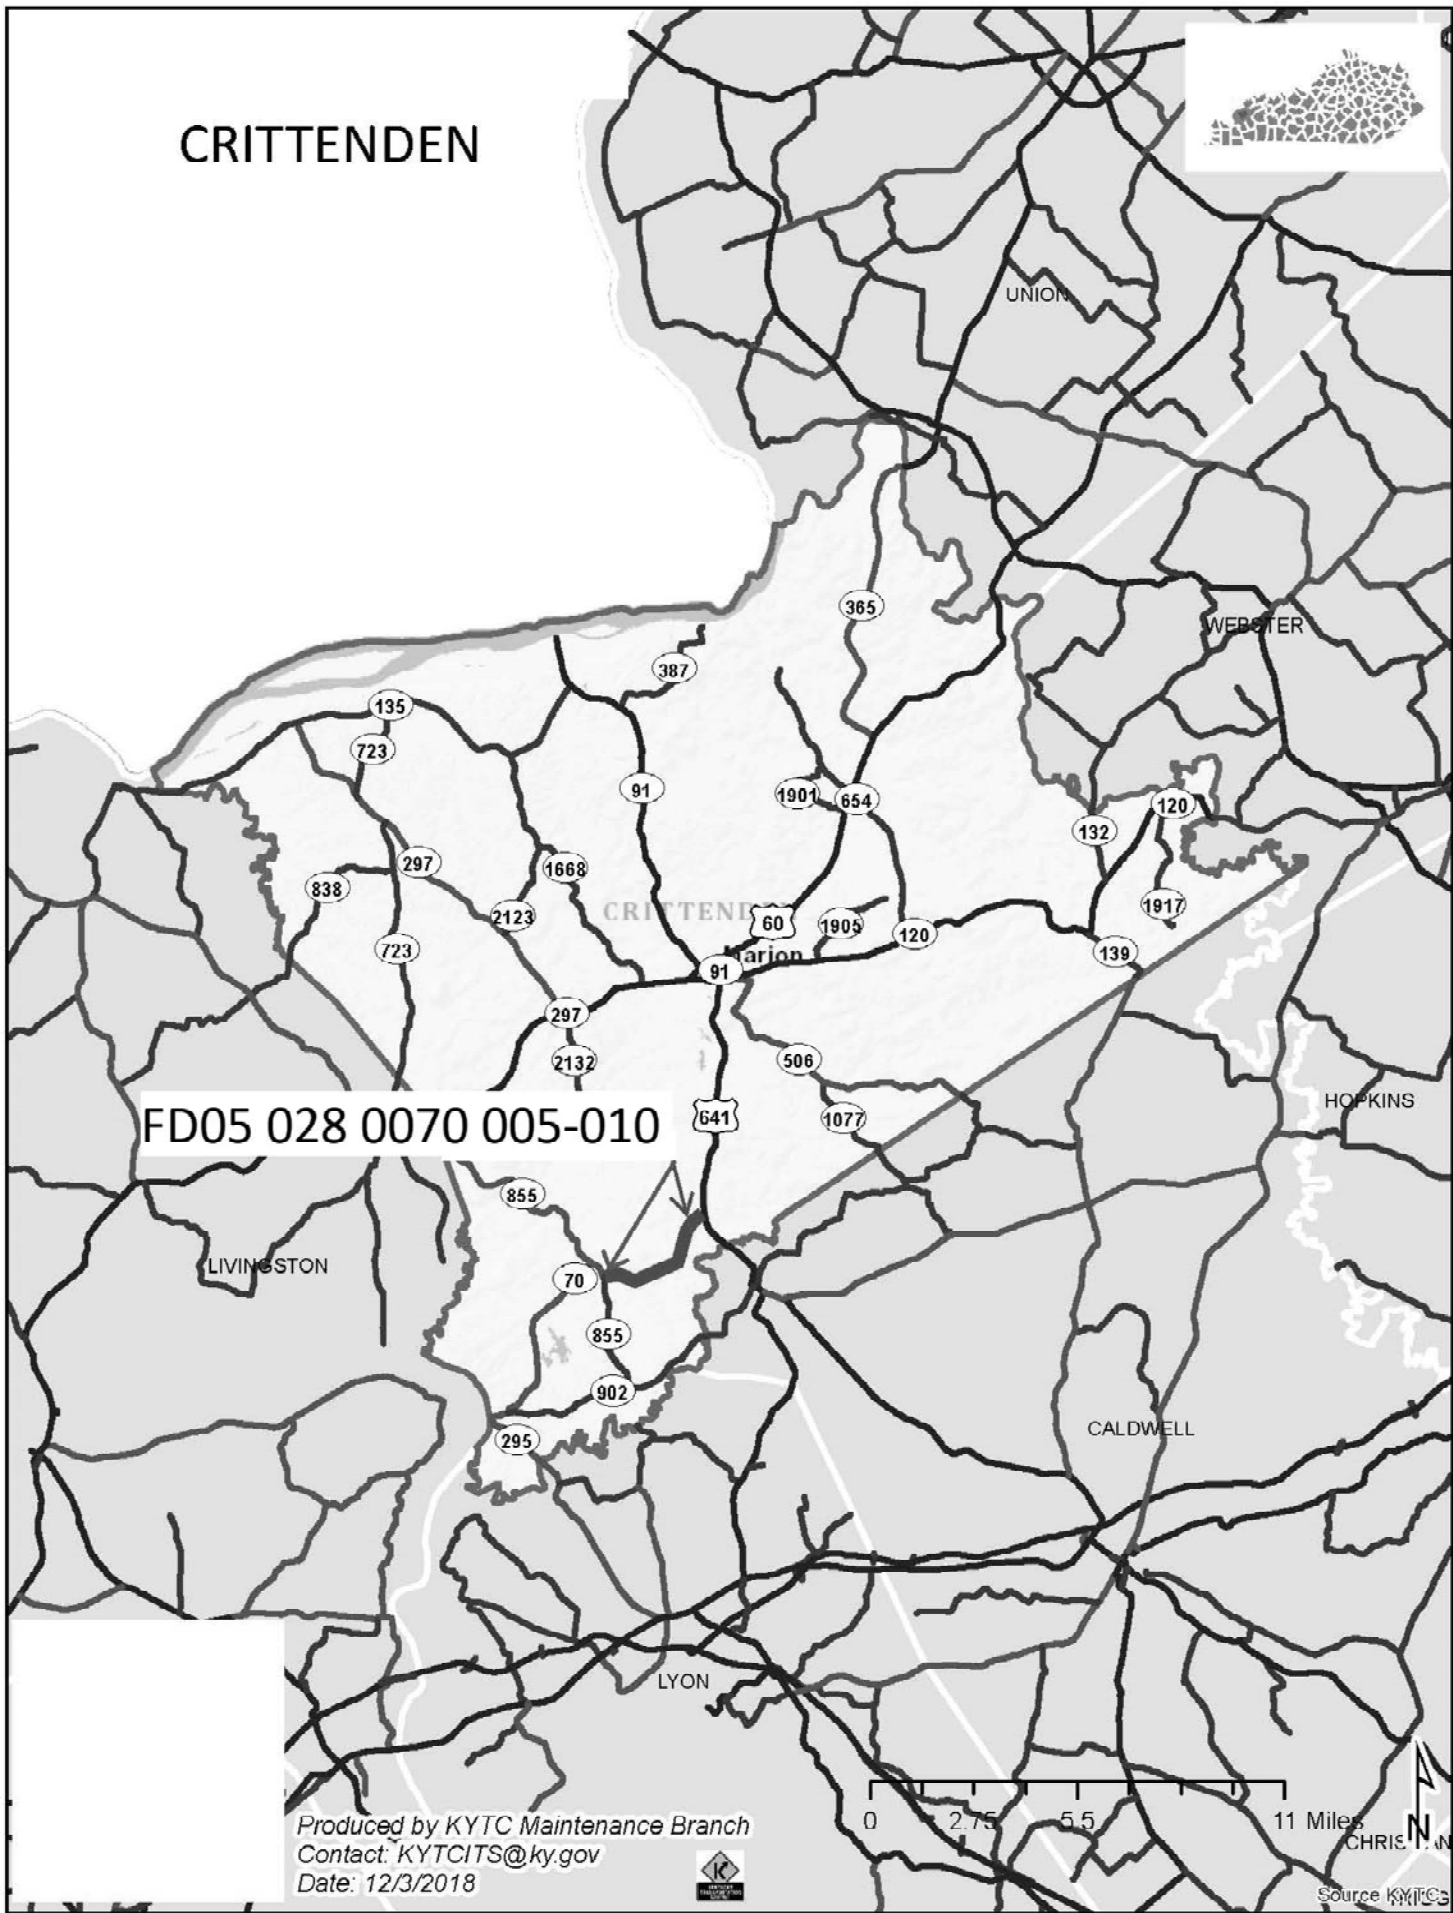 CRITTENDEN
UNION
365
WEBSTER
387
135
723
91
1901
654
120
132
297
1668
838
2123
CRITTENDEN
60
1905
1917
723
120
Marion
139
91
297
2132
506
HOPKINS
FD05 028 0070 005-010
641
1077
855
LIVINGSTON
70
855
902
CALDWELL
295
LYON
0 2.75 5.5 11 Miles
N
Produced by KYTC Maintenance Branch
Contact: KYTCITS@ky.gov
Date: 12/3/2018
Source KYTC